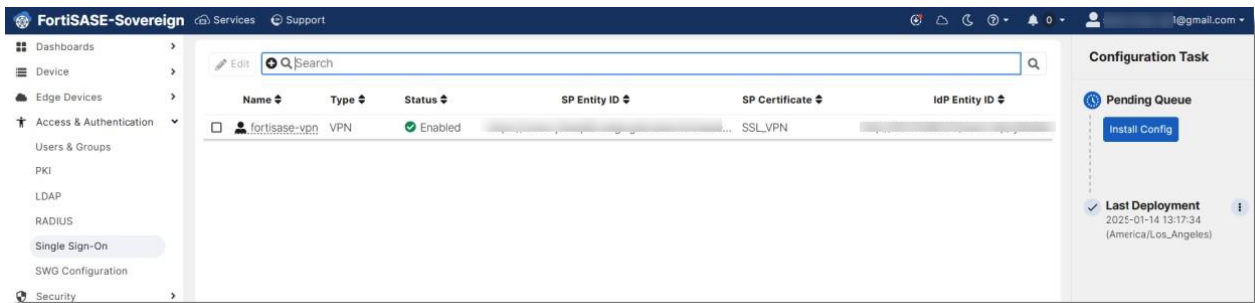 FortiSASE-Sovereign Services Support 0 1@gmail.com
Dashboards
Device
Edge Devices
Access & Authentication
Users & Groups
PKI
LDAP
RADIUS
Single Sign-On
SWG Configuration
Security
Edit Search
Name Type Status SP Entity ID SP Certificate IdP Entity ID
fortisase-vpn VPN Enabled ... SSL_VPN
Configuration Task
Pending Queue
Install Config
Last Deployment
2025-01-14 13:17:34
(America/Los_Angeles)